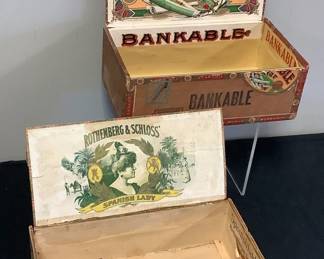 BANKABLE
BANKABLE
BANKABLE
ROTHENBERG & SCHLOSS'
SPANISH LADY